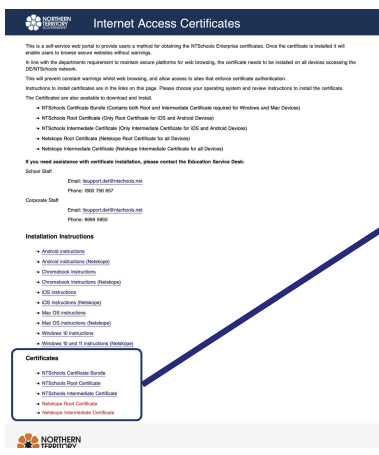 NORTHERN
TERRITORY
GOVERNMENT
Internet Access Certificates
This is a self-service web portal to provide users a method for obtaining the NTSchools Enterprise certificates. Once the certificate is installed it will
enable users to browse secure websites without warnings.
In line with the departments requirement to maintain secure platforms for web browsing, the certificate needs to be installed on all devices accessing the
DE/NTSchools network.
This will prevent constant warnings whilst web browsing, and allow access to sites that enforce certificate authentication.
Instructions to install certificates are in the links on this page. Please choose your operating system and review instructions to install the certificate.
The Certificates are also available to download and Install.
→ NTSchools Certificate Bundle (Contains both Root and Intermediate Certificate required for Windows and Mac Devices)
→ NTSchools Root Certificate (Only Root Certificate for iOS and Android Devices)
→ NTSchools Intermediate Certificate (Only Intermediate Certificate for iOS and Android Devices)
→ Netskope Root Certificate (Netskope Root Certificate for all Devices)
→ Netskope Intermediate Certificate (Netskope Intermediate Certificate for all Devices)
If you need assistance with certificate installation, please contact the Education Service Desk:
School Staff
Email: itsupport.det@ntschools.net
Phone: 1800 756 657
Corporate Staff
Email: itsupport.det@ntschools.net
Phone: 8999 5950
Installation Instructions
→ Android instructions
→ Android instructions (Netskope)
→ Chromebook Instructions
→ Chromebook Instructions (Netskope)
→ iOS instructions
→ iOS instructions (Netskope)
→ Mac OS instructions
→ Mac OS instructions (Netskope)
→ Windows 10 instructions
→ Windows 10 and 11 instructions (Netskope)
Certificates
→ NTSchools Certificate Bundle
→ NTSchools Root Certificate
→ NTSchools Intermediate Certificate
→ Netskope Root Certificate
→ Netskope Intermediate Certificate
NORTHERN
TERRITORY